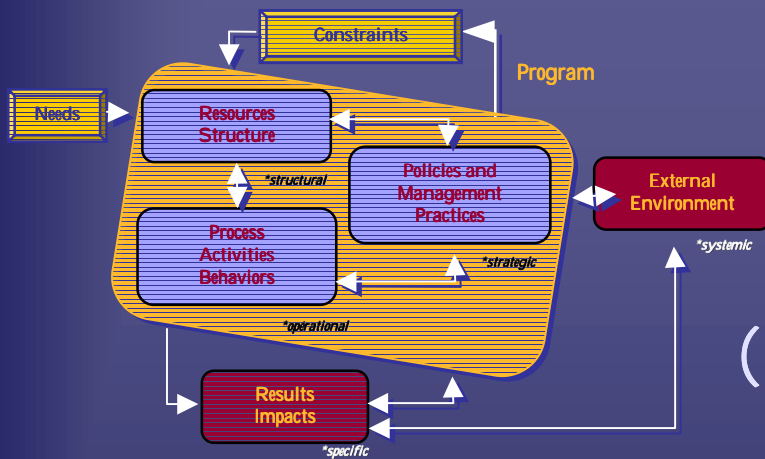 Constraints
Program
Needs
Resources
Structure
*structural
Policies and
Management
Practices
External
Environment
*systemic
Process
Activities
Behaviors
*strategic
*operational
Results
Impacts
*specific